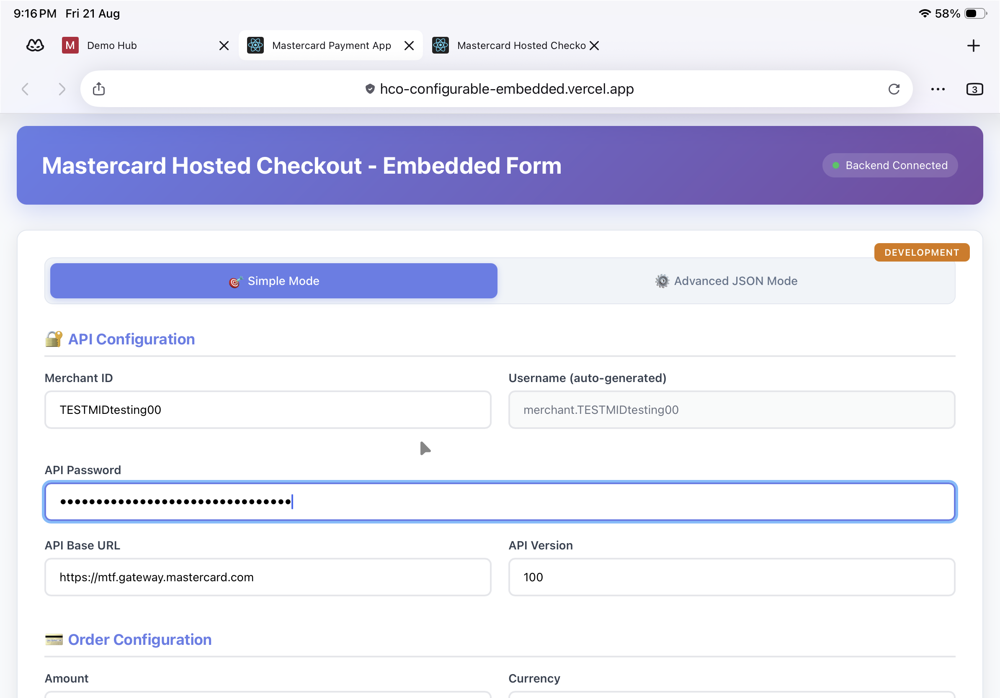 9:16 PM Fri 21 Aug 58%
M Demo Hub Mastercard Payment App Mastercard Hosted Checko
hco-configurable-embedded.vercel.app 3
Mastercard Hosted Checkout - Embedded Form
Backend Connected
DEVELOPMENT
Simple Mode Advanced JSON Mode
API Configuration
Merchant ID Username (auto-generated)
TESTMIDtesting00 merchant.TESTMIDtesting00
API Password
••••••••••••••••••••••••••••••••
API Base URL API Version
https://mtf.gateway.mastercard.com 100
Order Configuration
Amount Currency